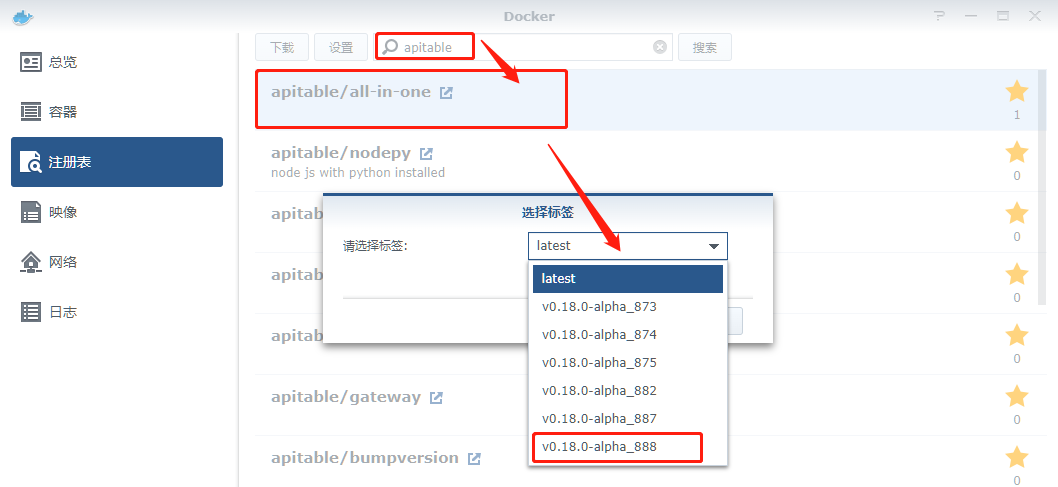 Docker
总览
容器
注册表
映像
网络
日志
下载
设置
apitable
搜索
apitable/all-in-one
1
apitable/nodepy
node js with python installed
0
apitab
0
apitab
0
apitab
0
apitable/gateway
0
apitable/bumpversion
0
选择标签
请选择标签:
latest
latest
v0.18.0-alpha_873
v0.18.0-alpha_874
v0.18.0-alpha_875
v0.18.0-alpha_882
v0.18.0-alpha_887
v0.18.0-alpha_888